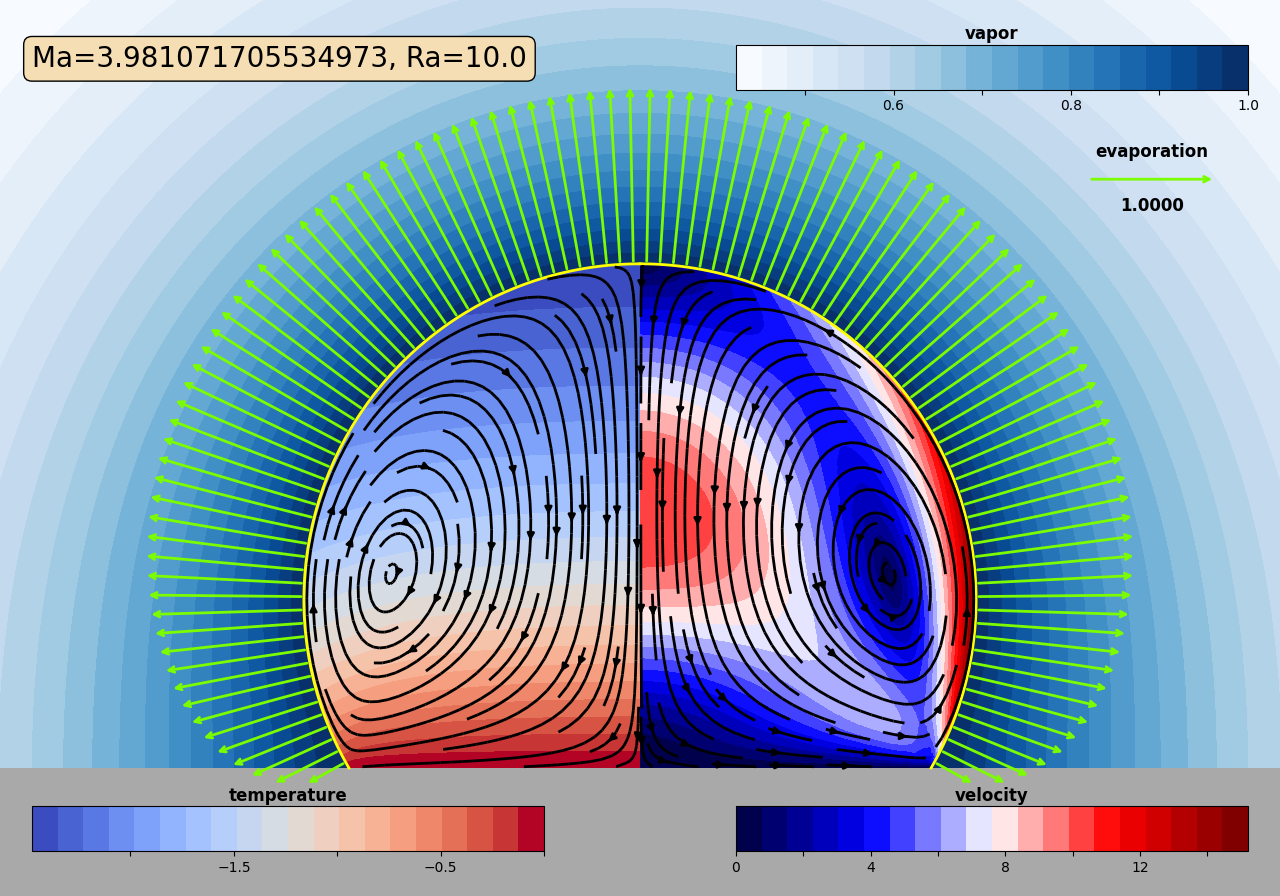 Ma=3.981071705534973, Ra=10.0
vapor
0.6 0.8 1.0
evaporation
1.0000
temperature
−1.5 −0.5
velocity
0 4 8 12